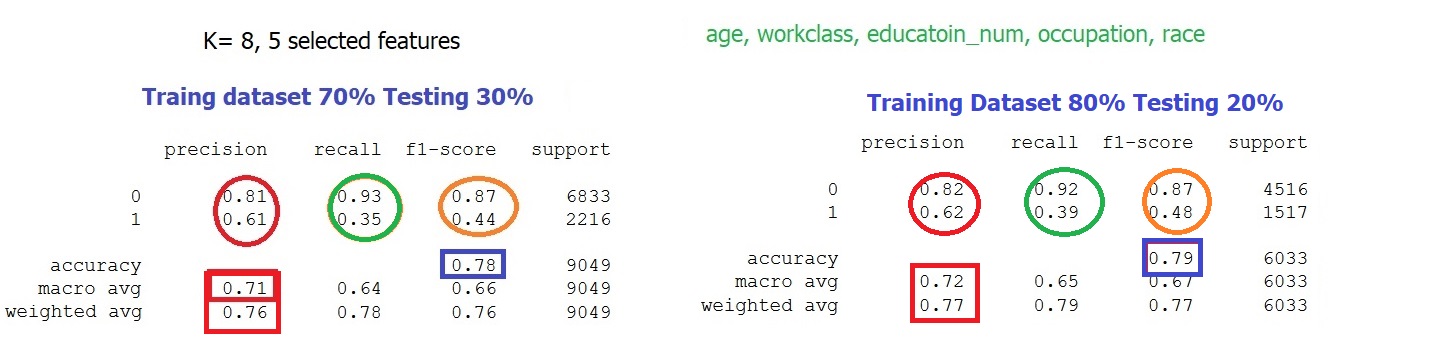 K= 8, 5 selected features
Traing dataset 70% Testing 30%
precision recall f1-score support
0 0.81 0.93 0.87 6833
1 0.61 0.35 0.44 2216
accuracy 0.78 9049
macro avg 0.71 0.64 0.66 9049
weighted avg 0.76 0.78 0.76 9049
age, workclass, educatoin_num, occupation, race
Training Dataset 80% Testing 20%
precision recall f1-score support
0 0.82 0.92 0.87 4516
1 0.62 0.39 0.48 1517
accuracy 0.79 6033
macro avg 0.72 0.65 0.67 6033
weighted avg 0.77 0.79 0.77 6033